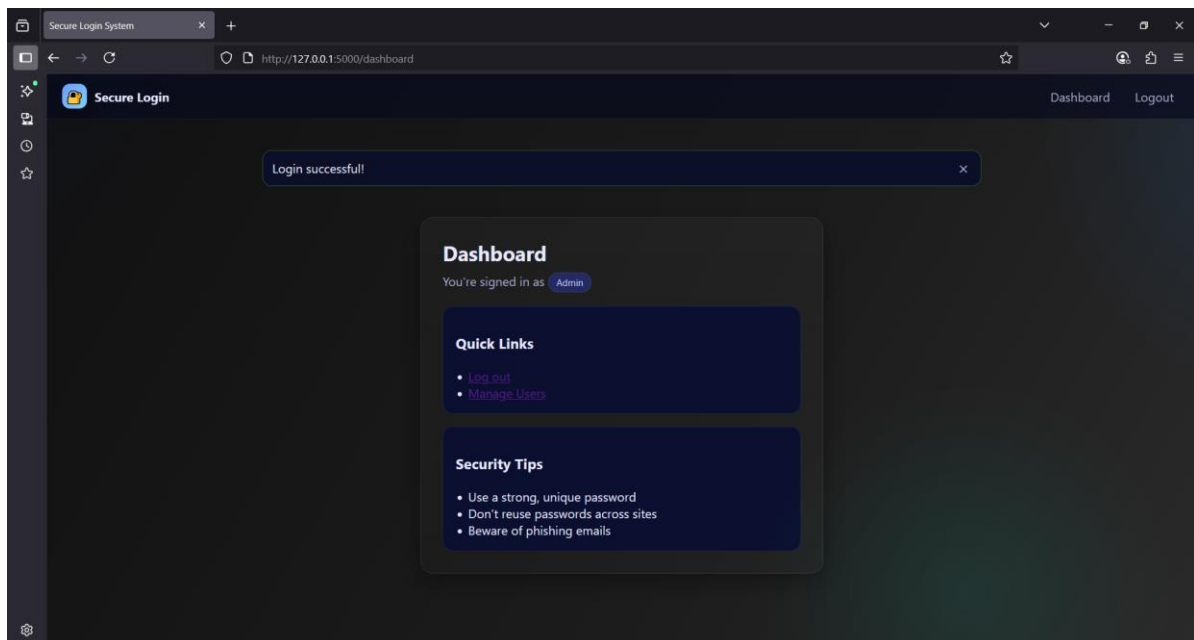 Secure Login System
http://127.0.0.1:5000/dashboard
Secure Login
Dashboard
Logout
Login successful!
Dashboard
You're signed in as Admin
Quick Links
• Log out
• Manage Users
Security Tips
• Use a strong, unique password
• Don't reuse passwords across sites
• Beware of phishing emails